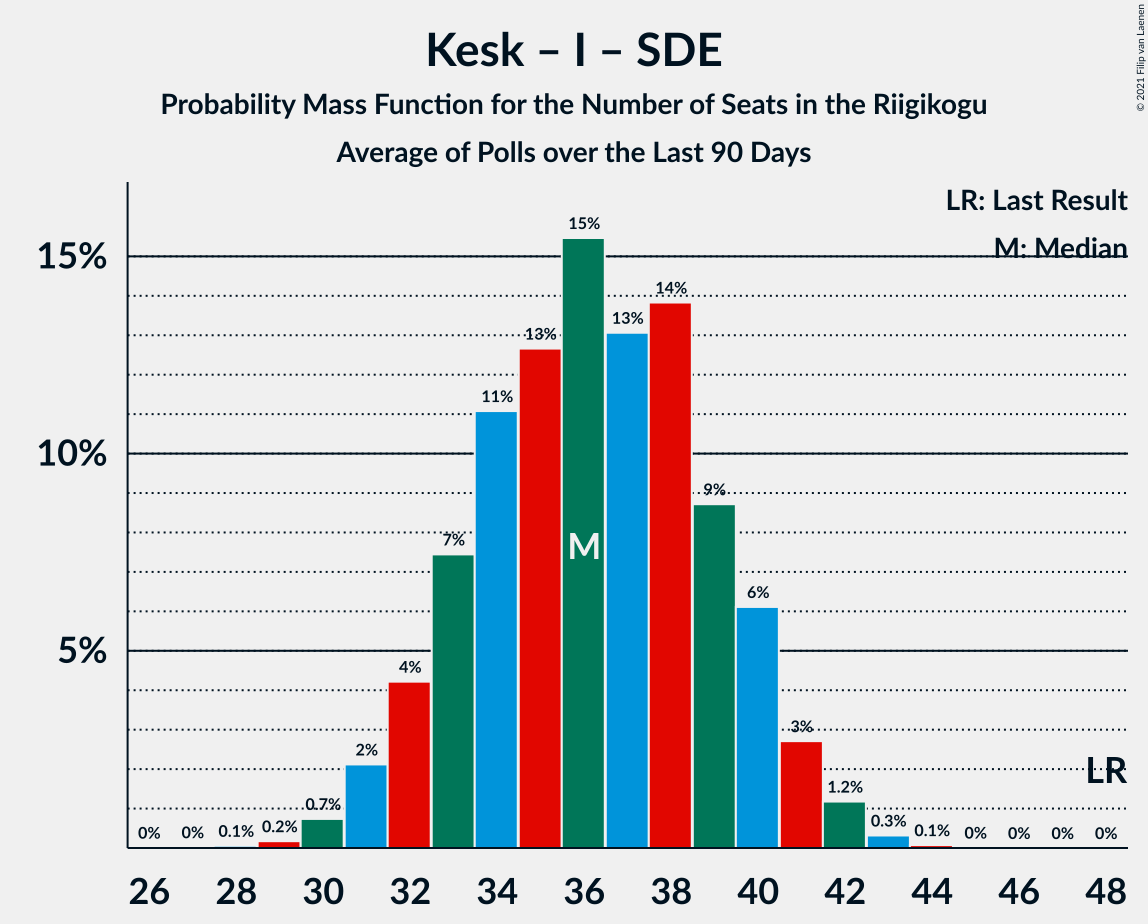 Kesk – I – SDE
Probability Mass Function for the Number of Seats in the Riigikogu
Average of Polls over the Last 90 Days
© 2021 Filip van Laenen
LR: Last Result
M: Median
15%
10%
5%
0%
0%
0.1%
0.2%
0.7%
2%
4%
7%
11%
13%
15%
13%
14%
9%
6%
3%
1.2%
0.3%
0.1%
0%
0%
0%
0%
M
LR
26 28 30 32 34 36 38 40 42 44 46 48